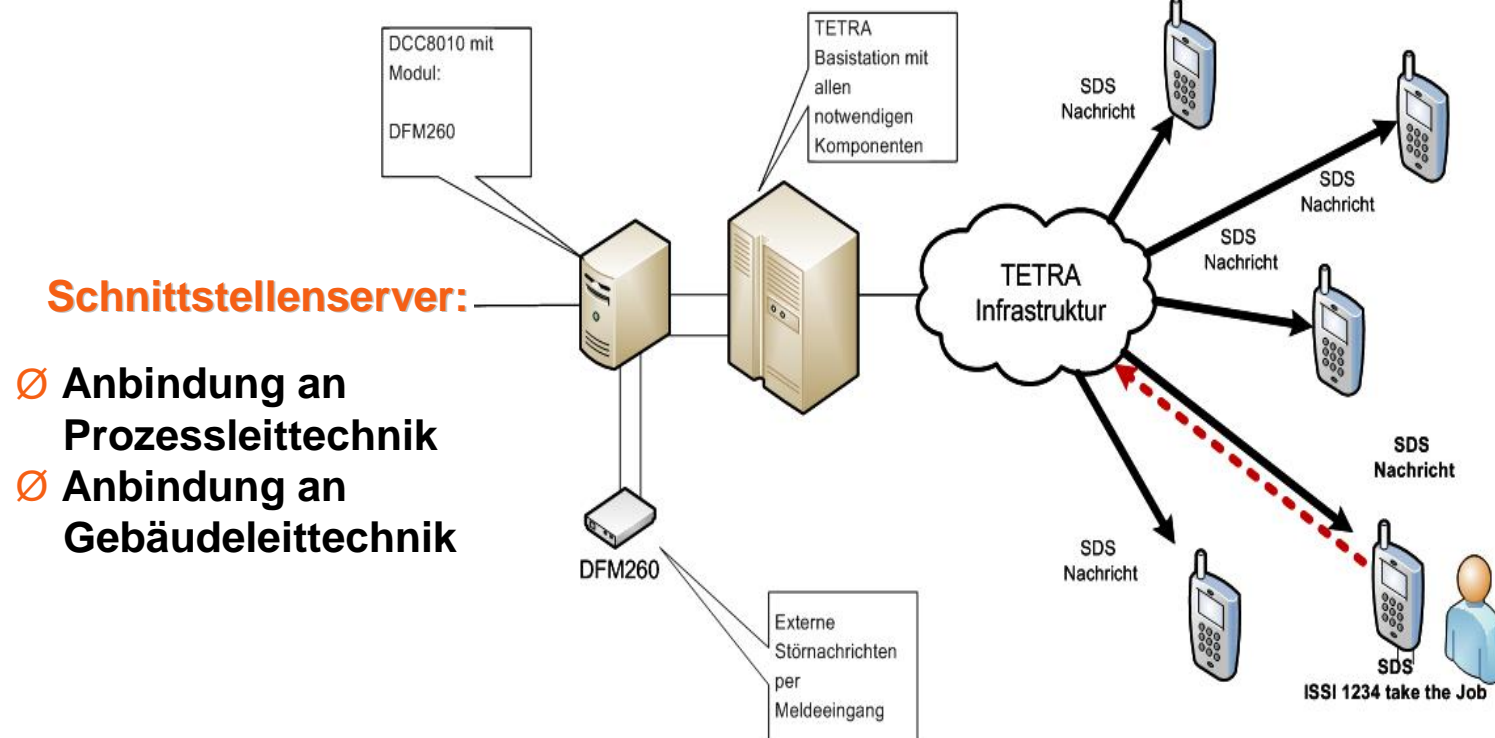 DCC8010 mit
Modul:
DFM260
TETRA
Basistation mit
allen
notwendigen
Komponenten
SDS
Nachricht
SDS
Nachricht
SDS
Nachricht
TETRA
Infrastruktur
Schnittstellenserver:
Ø Anbindung an
Prozessleittechnik
Ø Anbindung an
Gebäudeleittechnik
DFM260
SDS
Nachricht
SDS
Nachricht
Externe
Störnachrichten
per
Meldeeingang
SDS
ISSI 1234 take the Job